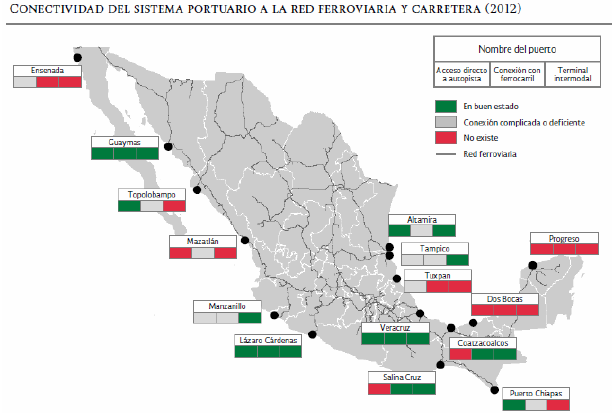 CONECTIVIDAD DEL SISTEMA PORTUARIO A LA RED FERROVIARIA Y CARRETERA (2012)
Nombre del puerto
Acceso directo a autopista
Conexión con ferrocarril
Terminal intermodal
En buen estado
Conexión complicada o deficiente
No existe
Red ferroviaria
Ensenada
Guaymas
Topolobampo
Mazatlán
Altamira
Tampico
Tuxpan
Progreso
Dos Bocas
Manzanillo
Lázaro Cárdenas
Veracruz
Coatzacoalcos
Salina Cruz
Puerto Chiapas